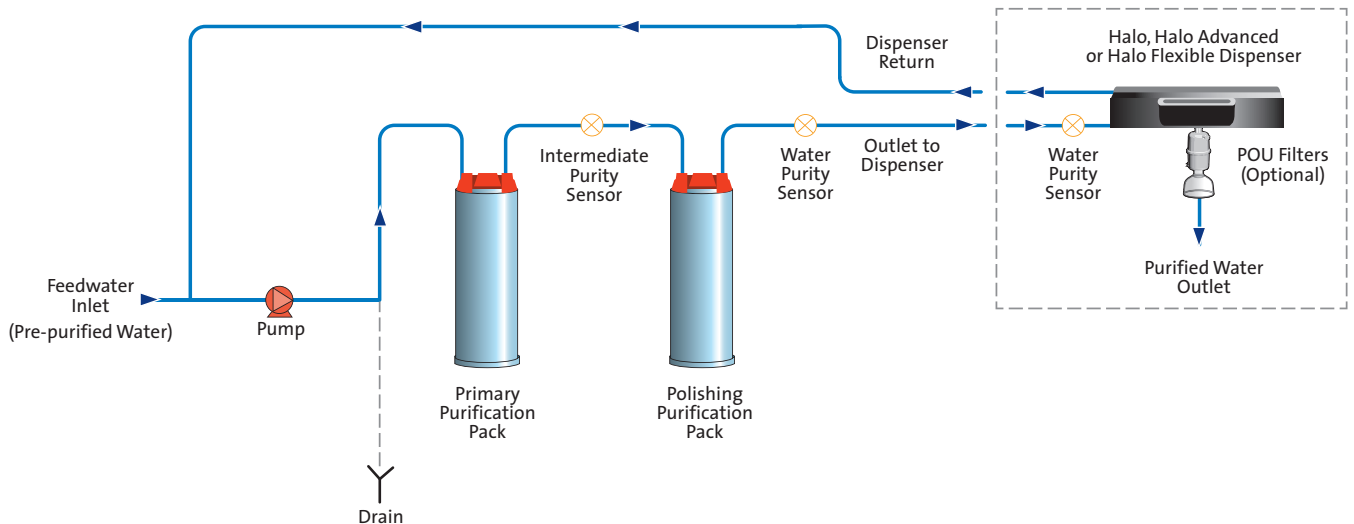 Halo, Halo Advanced
or Halo Flexible Dispenser
Dispenser
Return
Intermediate
Purity
Sensor
Water
Purity
Sensor
Outlet to
Dispenser
Water
Purity
Sensor
POU Filters
(Optional)
Feedwater
Inlet
(Pre-purified Water)
Pump
Purified Water
Outlet
Primary
Purification
Pack
Polishing
Purification
Pack
Drain